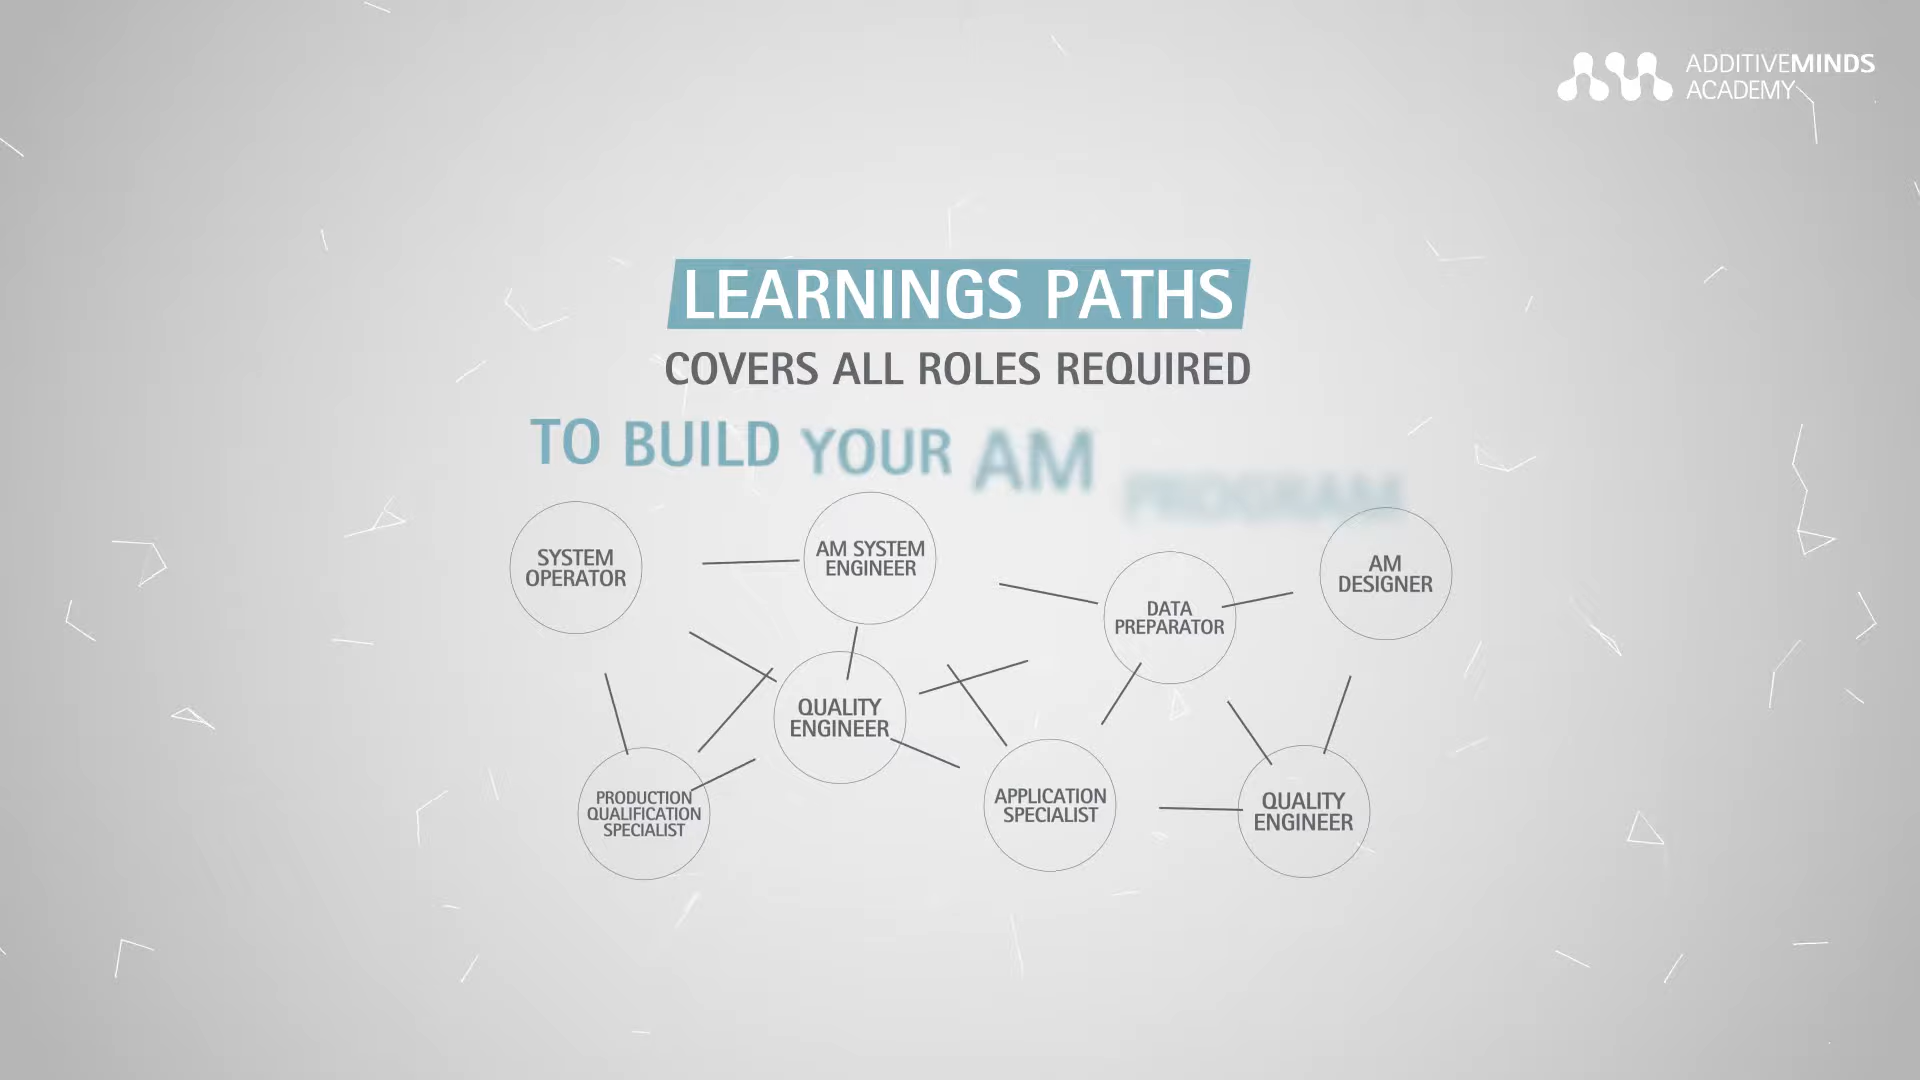 ADDITIVEMINDS
ACADEMY
LEARNINGS PATHS
COVERS ALL ROLES REQUIRED
TO BUILD YOUR AM PROGRAM
SYSTEM
OPERATOR
AM SYSTEM
ENGINEER
DATA
PREPARATOR
AM
DESIGNER
QUALITY
ENGINEER
PRODUCTION
QUALIFICATION
SPECIALIST
APPLICATION
SPECIALIST
QUALITY
ENGINEER